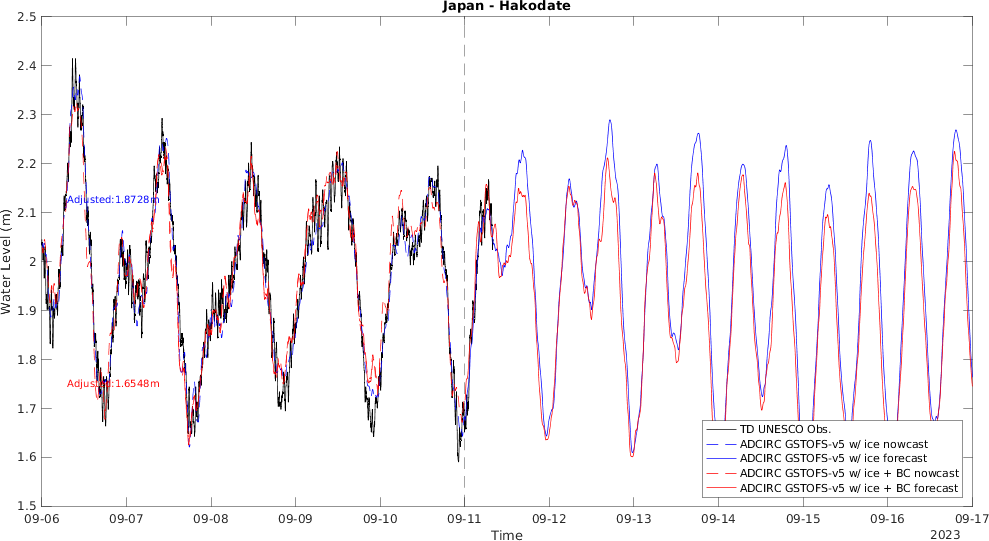 Japan - Hakodate
2.5
2.4
2.3
2.2
2.1
2
1.9
1.8
1.7
1.6
1.5
Water Level (m)
Adjusted:1.8728m
Adjusted:1.6548m
TD UNESCO Obs.
ADCIRC GSTOFS-v5 w/ ice nowcast
ADCIRC GSTOFS-v5 w/ ice forecast
ADCIRC GSTOFS-v5 w/ ice + BC nowcast
ADCIRC GSTOFS-v5 w/ ice + BC forecast
09-06 09-07 09-08 09-09 09-10 09-11 09-12 09-13 09-14 09-15 09-16 09-17
Time
2023